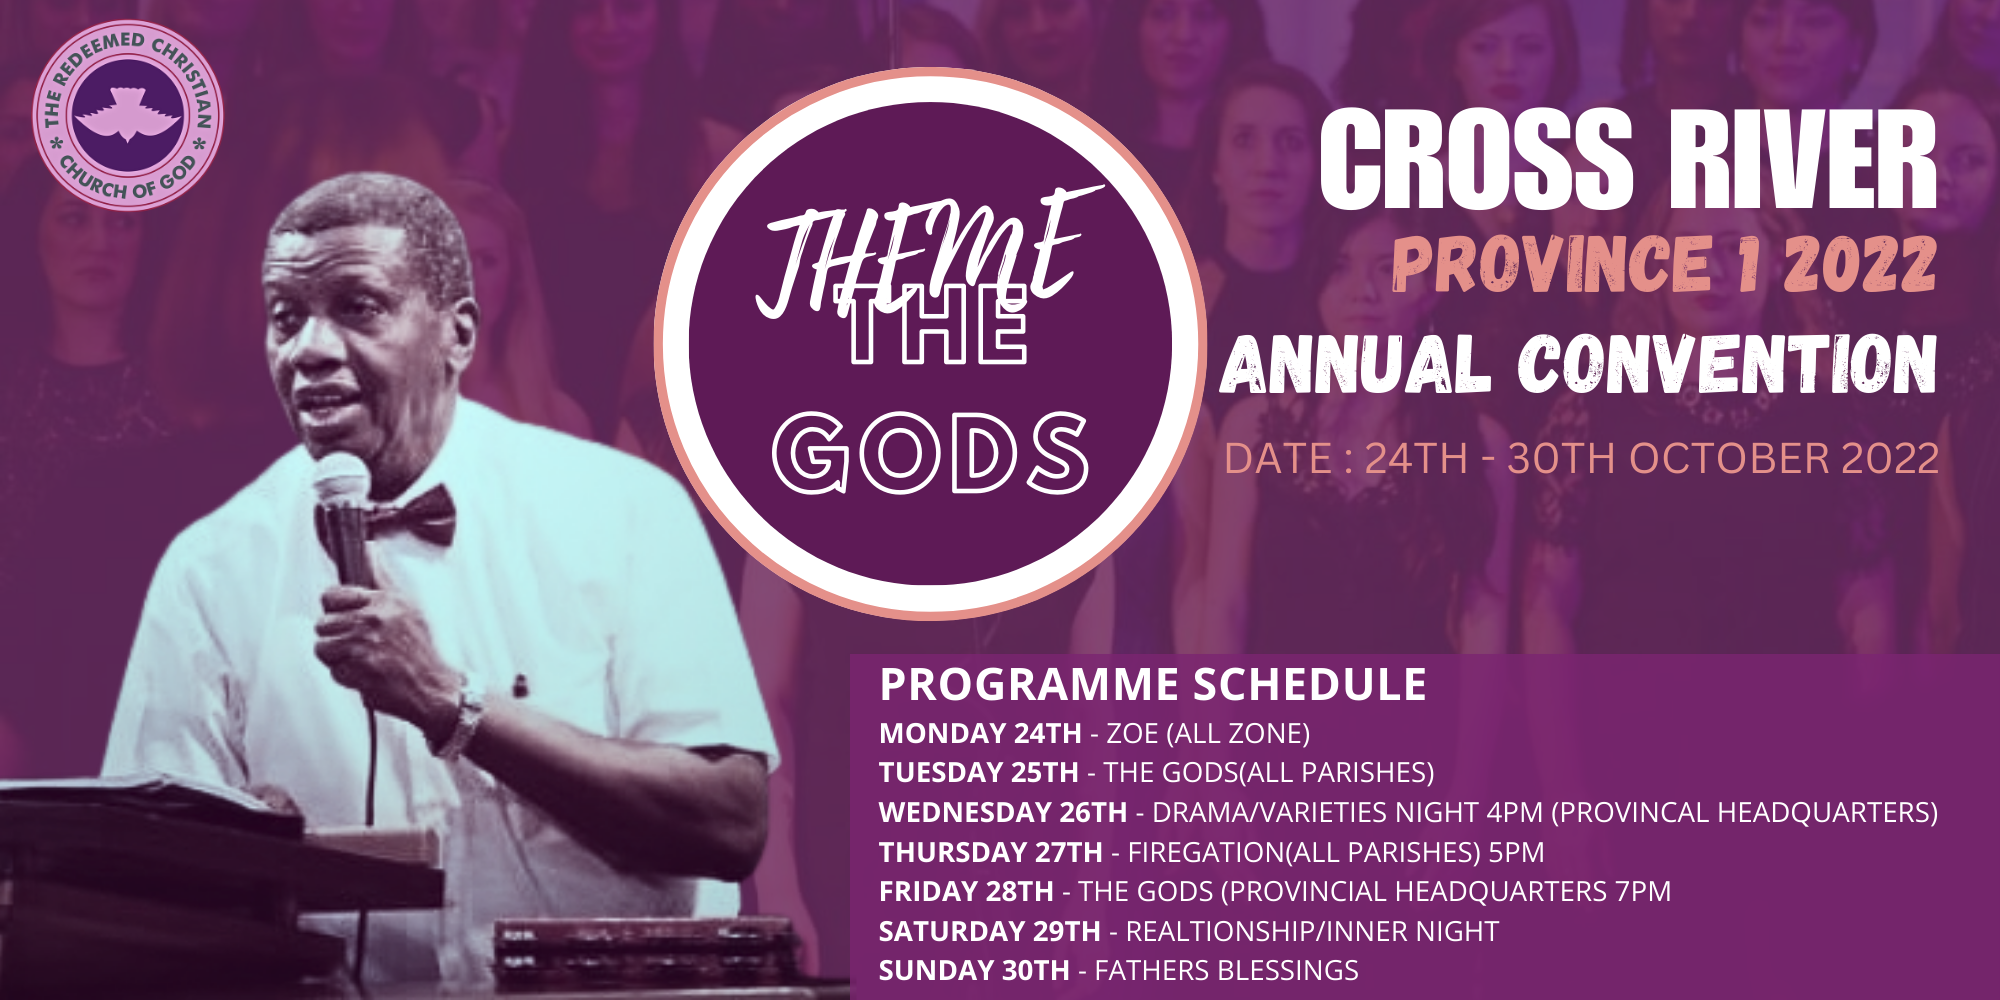 THE REDEEMED CHRISTIAN
* CHURCH OF GOD *
THEME
THE
GODS
CROSS RIVER
PROVINCE 1 2022
ANNUAL CONVENTION
DATE : 24TH - 30TH OCTOBER 2022
PROGRAMME SCHEDULE
MONDAY 24TH - ZOE (ALL ZONE)
TUESDAY 25TH - THE GODS(ALL PARISHES)
WEDNESDAY 26TH - DRAMA/VARIETIES NIGHT 4PM (PROVINCAL HEADQUARTERS)
THURSDAY 27TH - FIREGATION(ALL PARISHES) 5PM
FRIDAY 28TH - THE GODS (PROVINCIAL HEADQUARTERS 7PM
SATURDAY 29TH - REALTIONSHIP/INNER NIGHT
SUNDAY 30TH - FATHERS BLESSINGS